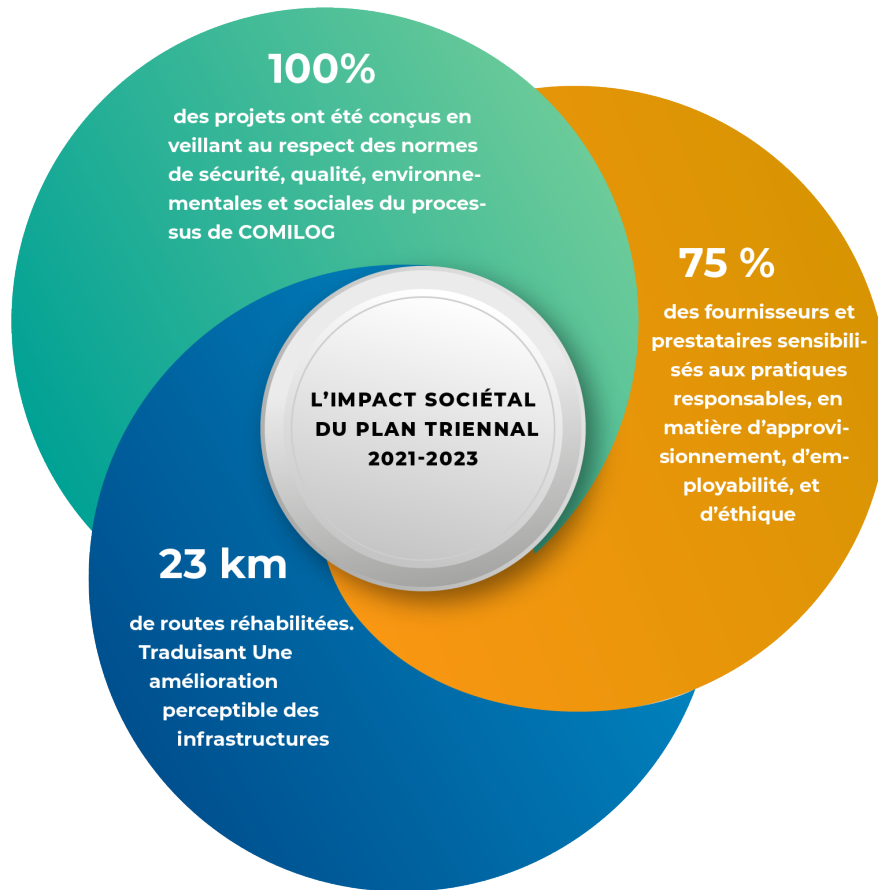 100%
des projets ont été conçus en
veillant au respect des normes
de sécurité, qualité, environne-
mentales et sociales du proces-
sus de COMILOG
75 %
des fournisseurs et
prestataires sensibili-
sés aux pratiques
responsables, en
matière d'approvi-
sionnement, d'em-
ployabilité, et
d'éthique
L'IMPACT SOCIÉTAL
DU PLAN TRIENNAL
2021-2023
23 km
de routes réhabilitées.
Traduisant Une
amélioration
perceptible des
infrastructures